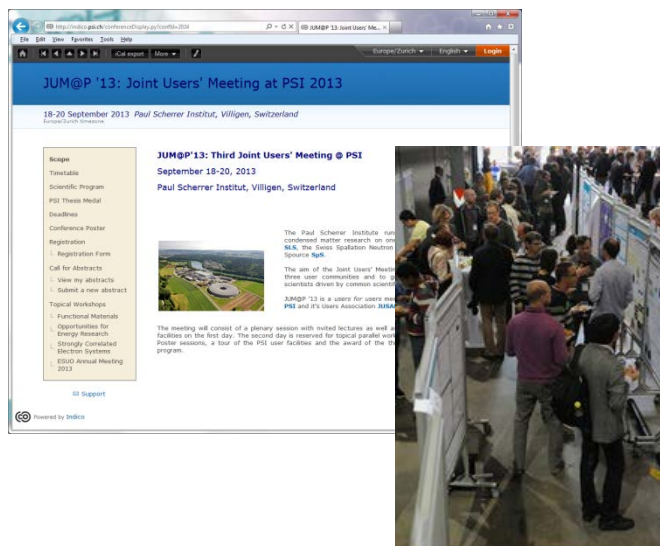 http://indico.psi.ch/conferenceDisplay.py?confId=2104
JUM@P '13: Joint Users' Me...
File Edit View Favorites Tools Help
iCal export More
Europe/Zurich English Login
JUM@P '13: Joint Users' Meeting at PSI 2013
18-20 September 2013 Paul Scherrer Institut, Villigen, Switzerland
Europe/Zurich timezone
Scope
Timetable
Scientific Program
PSI Thesis Medal
Deadlines
Conference Poster
Registration
Registration Form
Call for Abstracts
View my abstracts
Submit a new abstract
Topical Workshops
Functional Materials
Opportunities for
Energy Research
Strongly Correlated
Electron Systems
ESUO Annual Meeting
2013
Support
JUM@P'13: Third Joint Users' Meeting @ PSI
September 18-20, 2013
Paul Scherrer Institut, Villigen, Switzerland
The Paul Scherrer Institute run
condensed matter research on one
SLS, the Swiss Spallation Neutron
Spource SµS.
The aim of the Joint Users' Meetin
three user communities and to g
scientists driven by common scientif
JUM@P '13 is a users for users mee
PSI and it's Users Association JUSA
The meeting will consist of a plenary session with invited lectures as well a
facilities on the first day. The second day is reserved for topical parallel work
Poster sessions, a tour of the PSI user facilities and the award of the th
program.
Powered by Indico